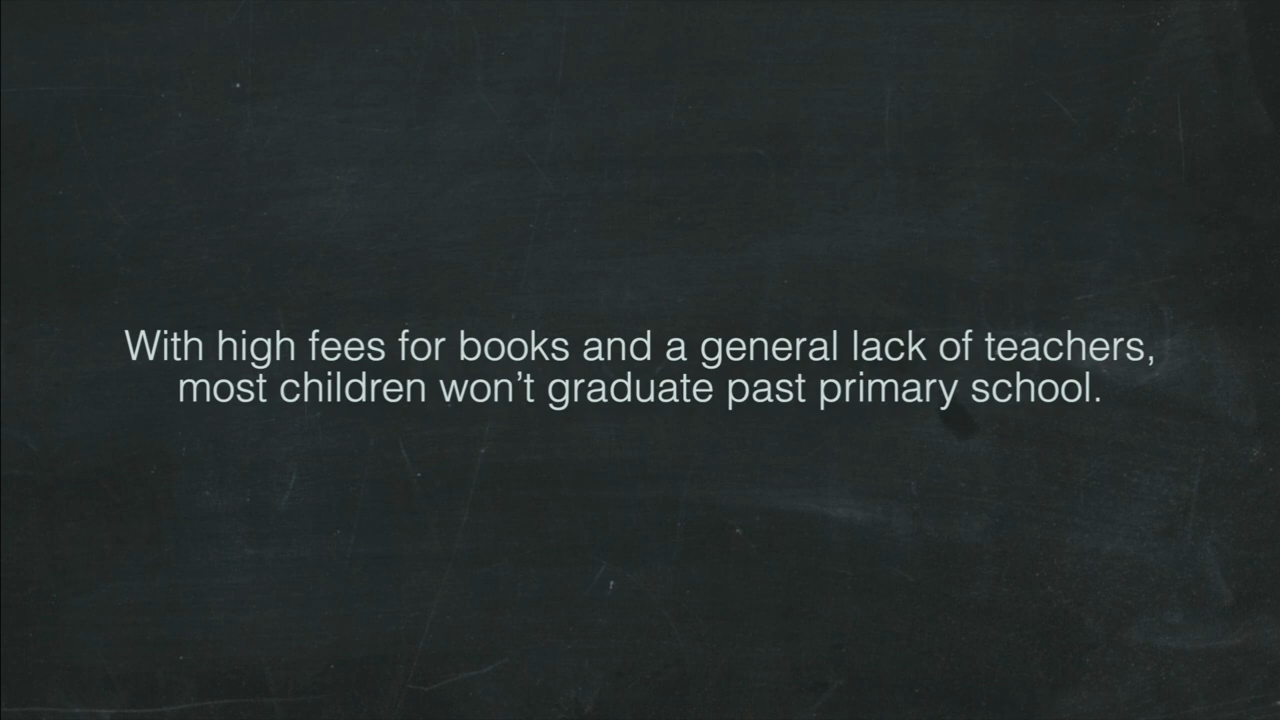 With high fees for books and a general lack of teachers,
most children won’t graduate past primary school.